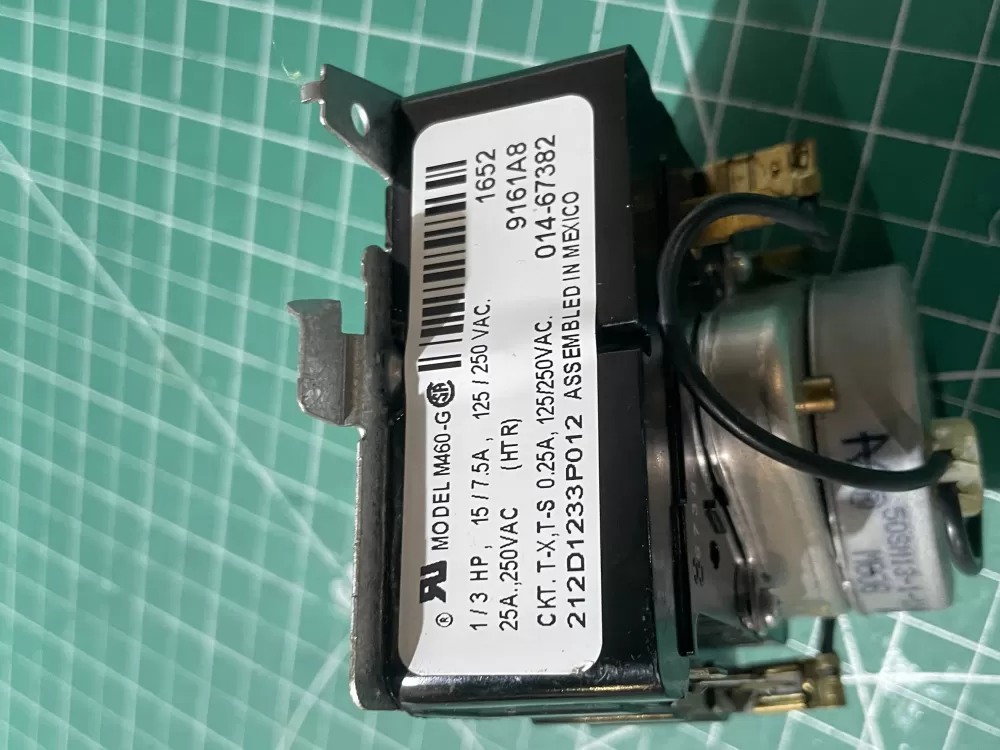 ® MODEL M460-G
1652
1/3 HP, 15/7.5A, 125/250 VAC.
9161A8
25A.,250VAC (HTR)
014-67382
CKT. T-X,T-S 0.25A, 125/250VAC.
212D1233P012 ASSEMBLED IN MEXICO